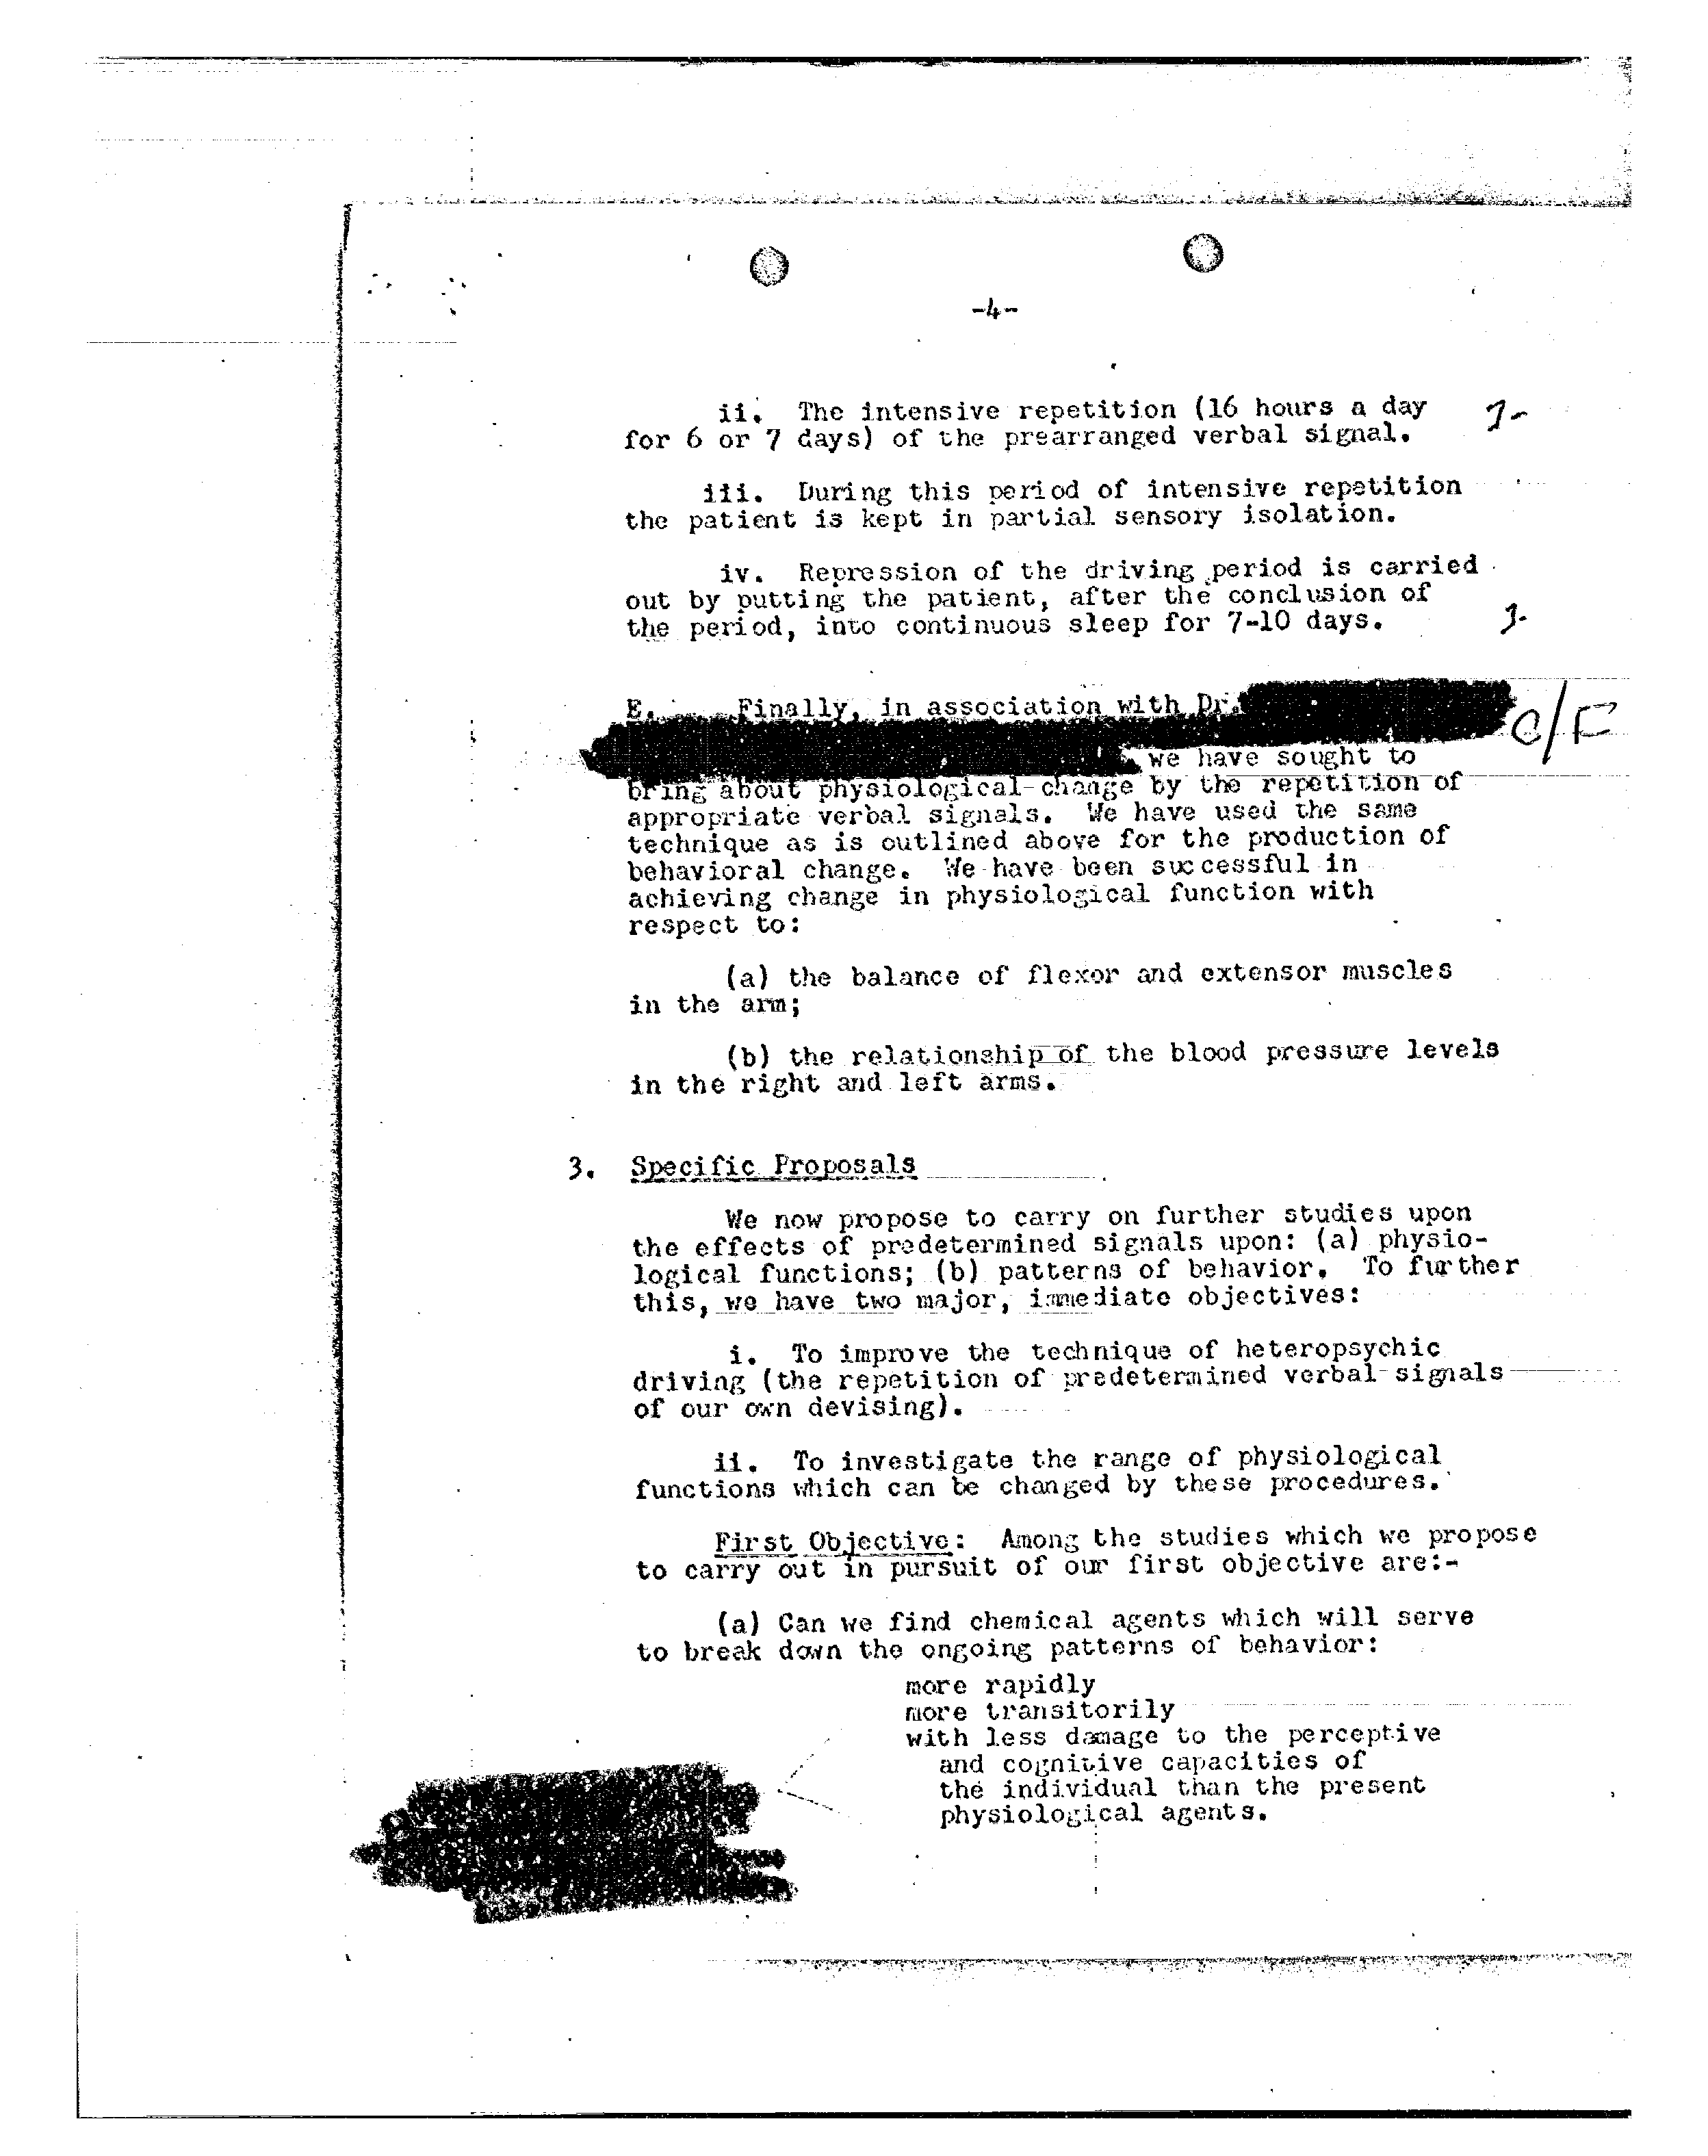 -4-
ii. The intensive repetition (16 hours a day
for 6 or 7 days) of the prearranged verbal signal.
iii. During this period of intensive repetition
the patient is kept in partial sensory isolation.
iv. Repression of the driving period is carried
out by putting the patient, after the conclusion of
the period, into continuous sleep for 7-10 days.
E. Finally, in association with Dr.
C/F
we have sought to
bring about physiological change by the repetition of
appropriate verbal signals. We have used the same
technique as is outlined above for the production of
behavioral change. We have been successful in
achieving change in physiological function with
respect to:
(a) the balance of flexor and extensor muscles
in the arm;
(b) the relationship of the blood pressure levels
in the right and left arms.
3. Specific Proposals
We now propose to carry on further studies upon
the effects of predetermined signals upon: (a) physio-
logical functions; (b) patterns of behavior. To further
this, we have two major, immediate objectives:
i. To improve the technique of heteropsychic
driving (the repetition of predetermined verbal signals
of our own devising).
ii. To investigate the range of physiological
functions which can be changed by these procedures.
First Objective: Among the studies which we propose
to carry out in pursuit of our first objective are:-
(a) Can we find chemical agents which will serve
to break down the ongoing patterns of behavior:
more rapidly
more transitorily
with less damage to the perceptive
and cognitive capacities of
the individual than the present
physiological agents.